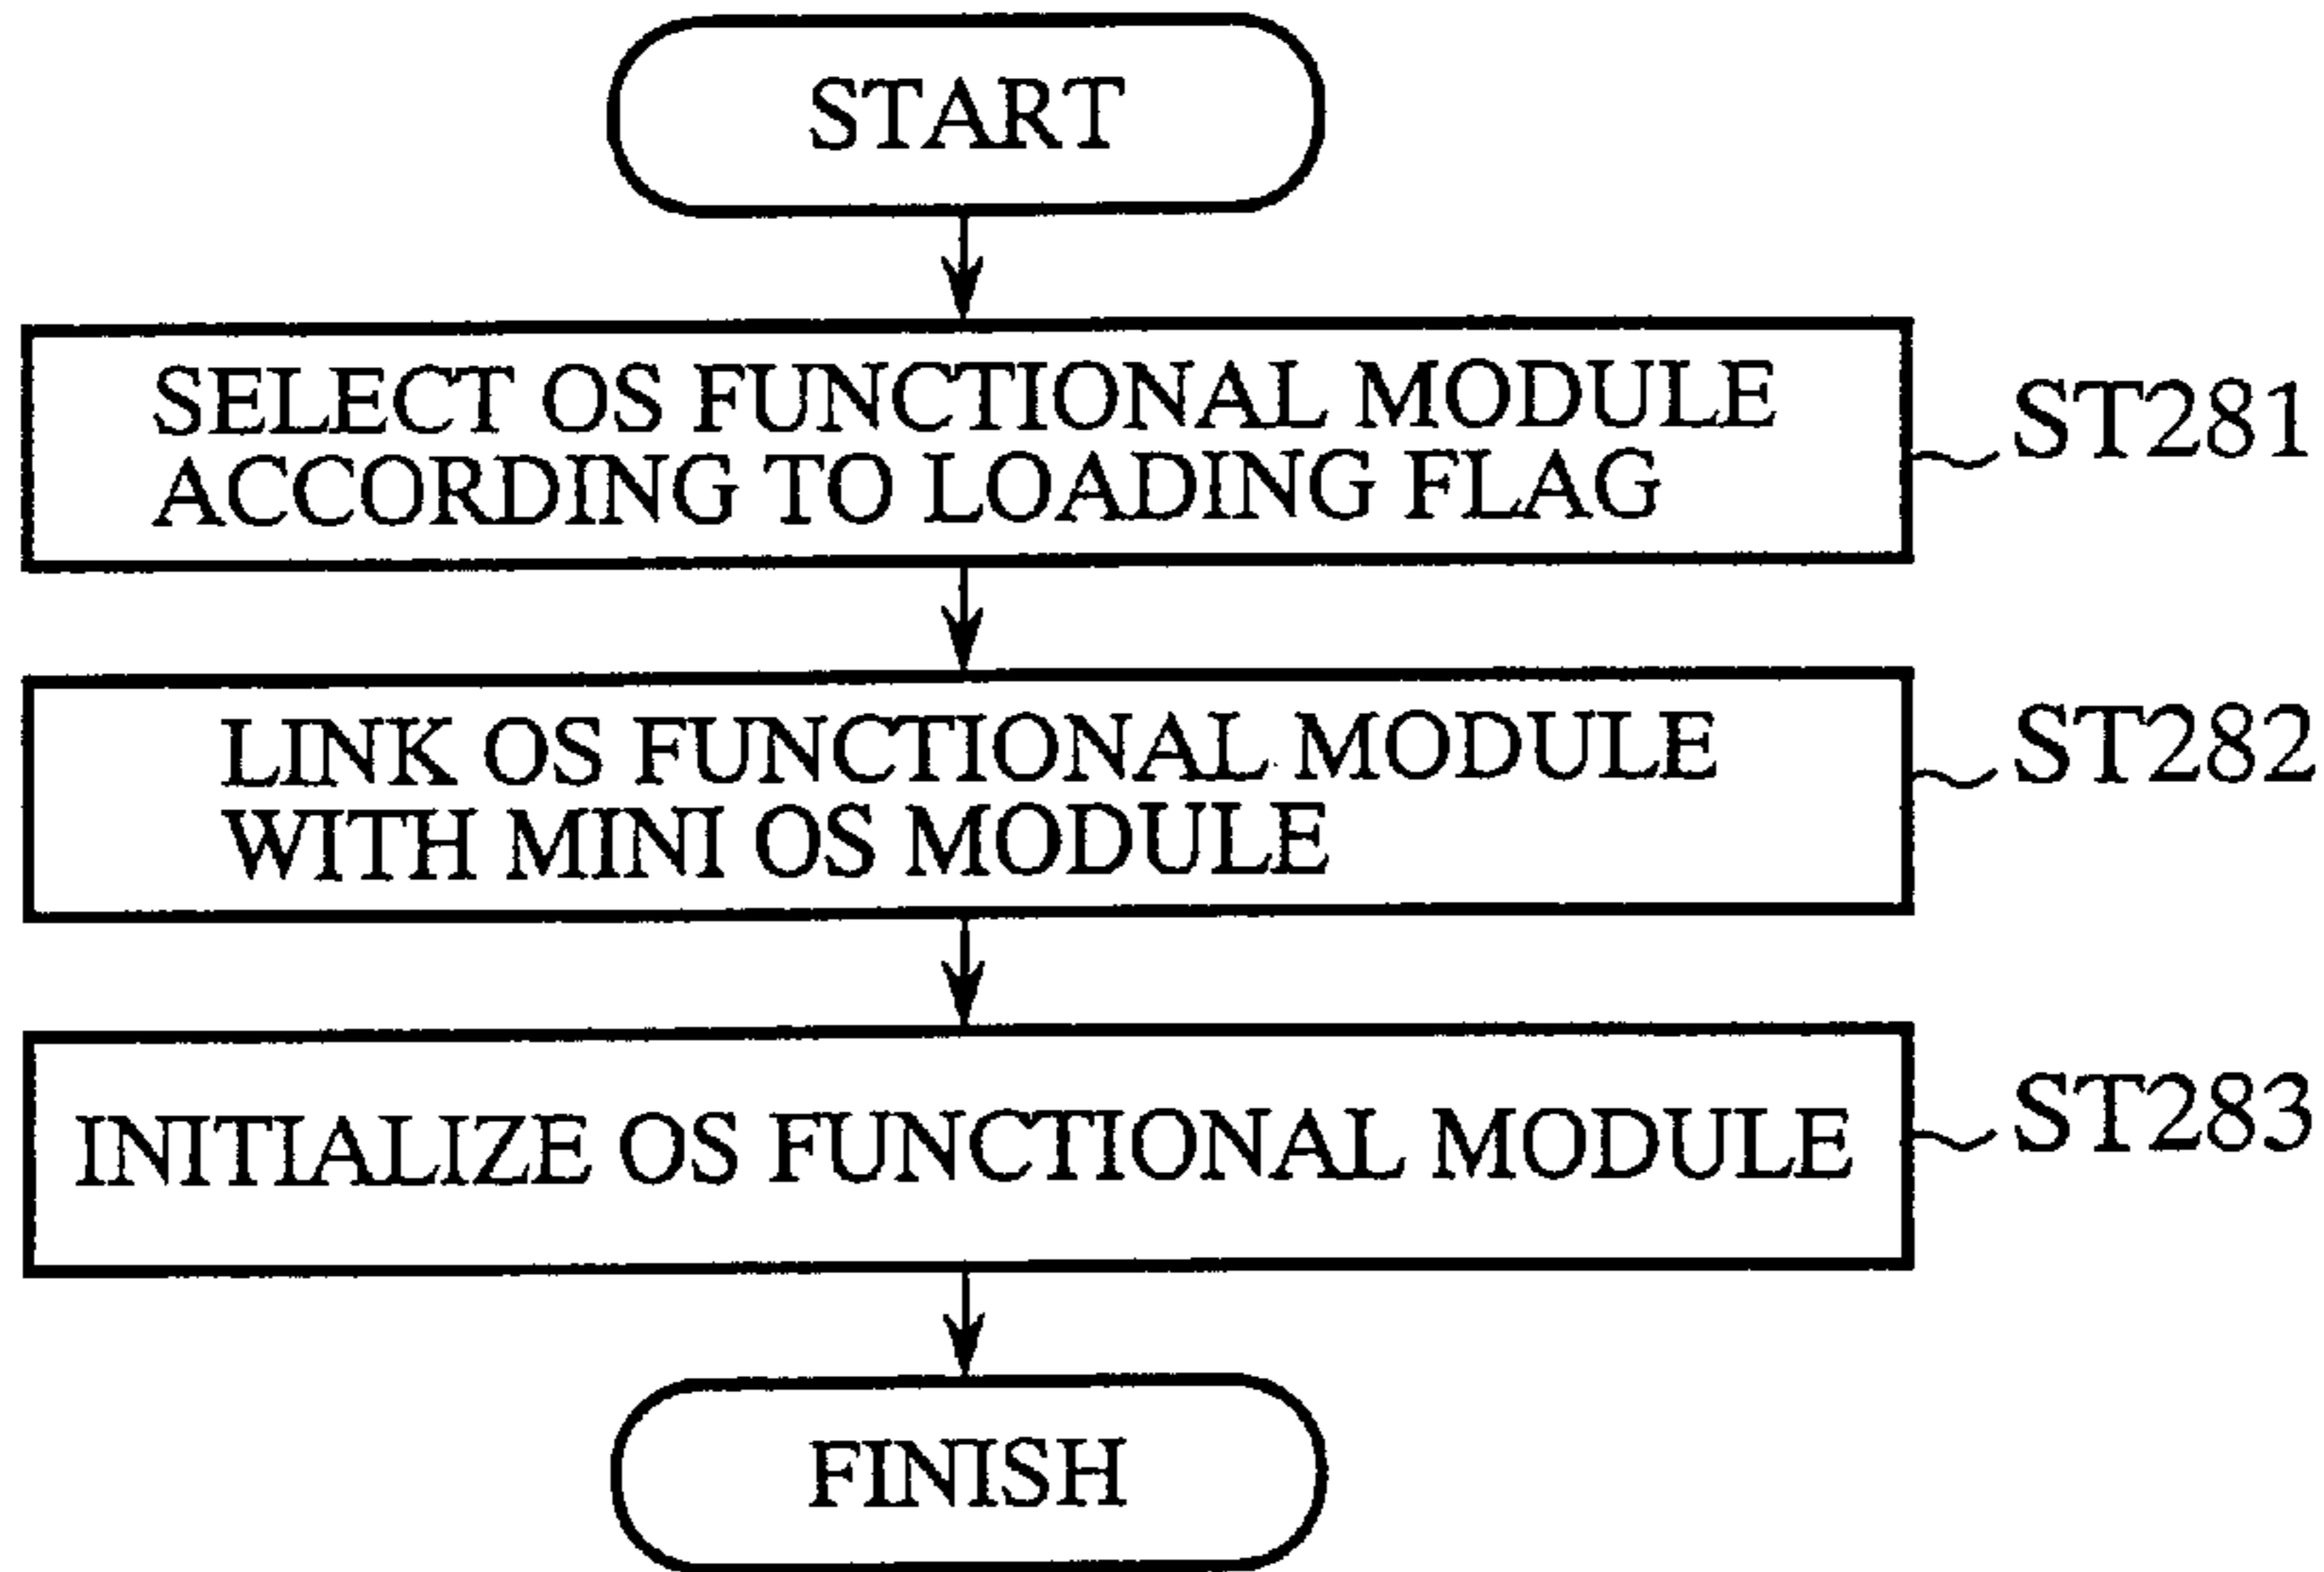 START
SELECT OS FUNCTIONAL MODULE
ACCORDING TO LOADING FLAG
ST281
LINK OS FUNCTIONAL MODULE
WITH MINI OS MODULE
ST282
INITIALIZE OS FUNCTIONAL MODULE
ST283
FINISH